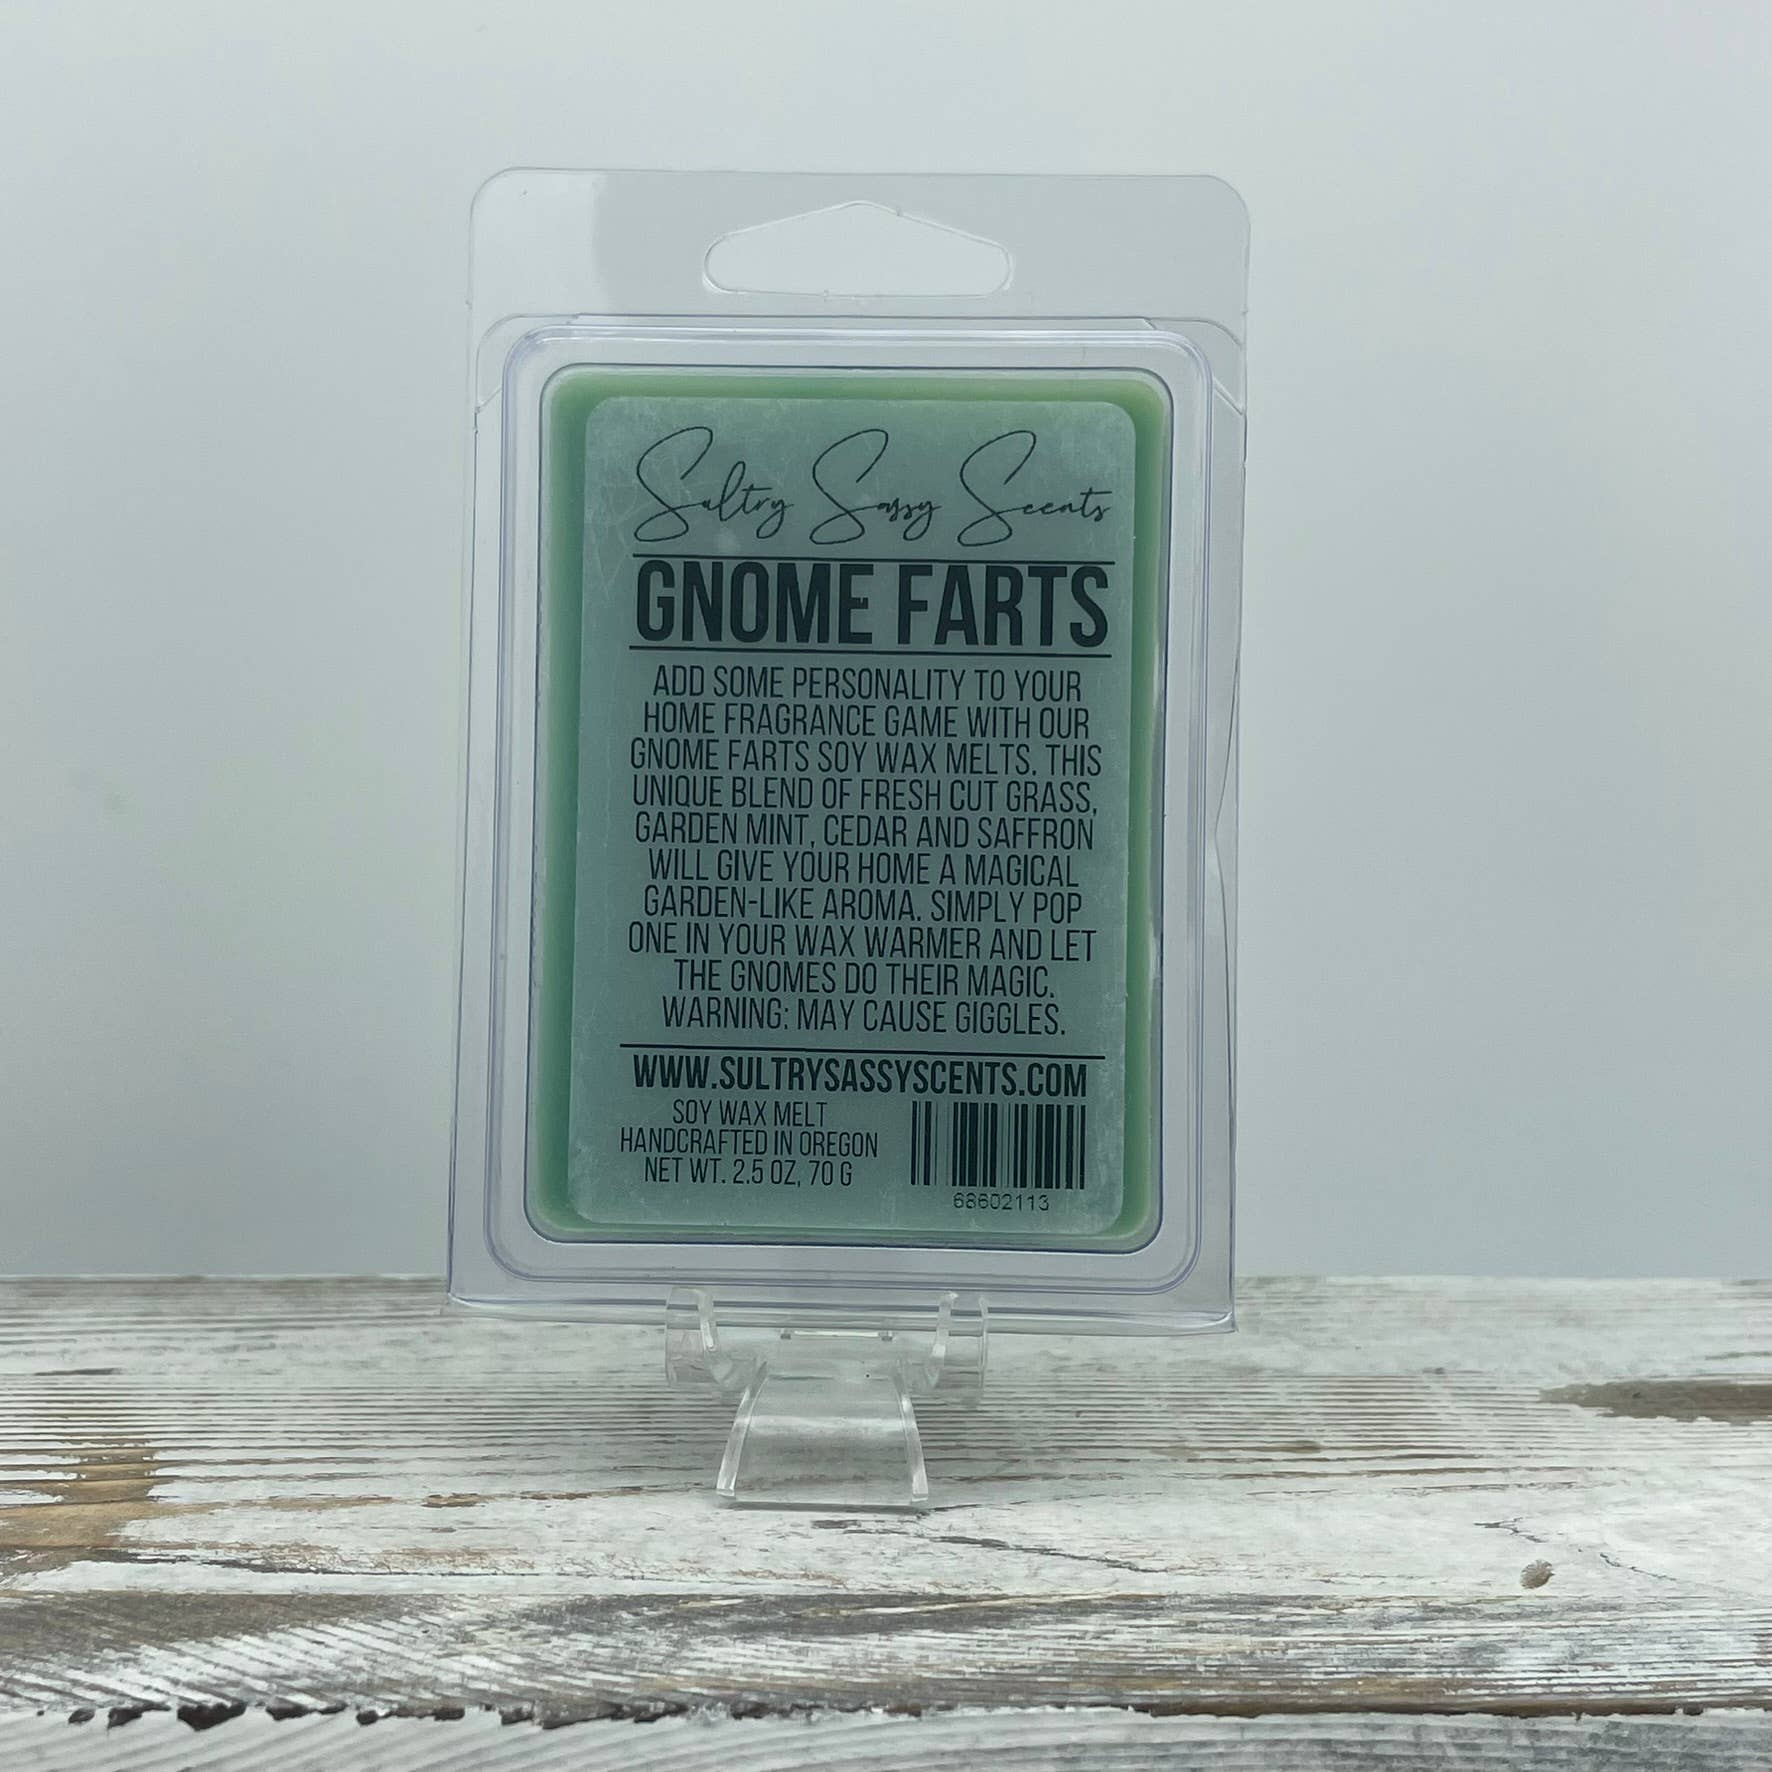 Sultry Sassy Scents
GNOME FARTS
ADD SOME PERSONALITY TO YOUR
HOME FRAGRANCE GAME WITH OUR
GNOME FARTS SOY WAX MELTS. THIS
UNIQUE BLEND OF FRESH CUT GRASS,
GARDEN MINT, CEDAR AND SAFFRON
WILL GIVE YOUR HOME A MAGICAL
GARDEN-LIKE AROMA. SIMPLY POP
ONE IN YOUR WAX WARMER AND LET
THE GNOMES DO THEIR MAGIC.
WARNING: MAY CAUSE GIGGLES.
WWW.SULTRYSASSYSCENTS.COM
SOY WAX MELT
HANDCRAFTED IN OREGON
NET WT. 2.5 OZ, 70 G
68602113